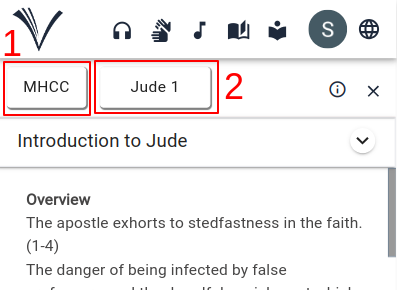 1
S
MHCC
Jude 1
2
Introduction to Jude
Overview
The apostle exhorts to stedfastness in the faith.
(1-4)
The danger of being infected by false